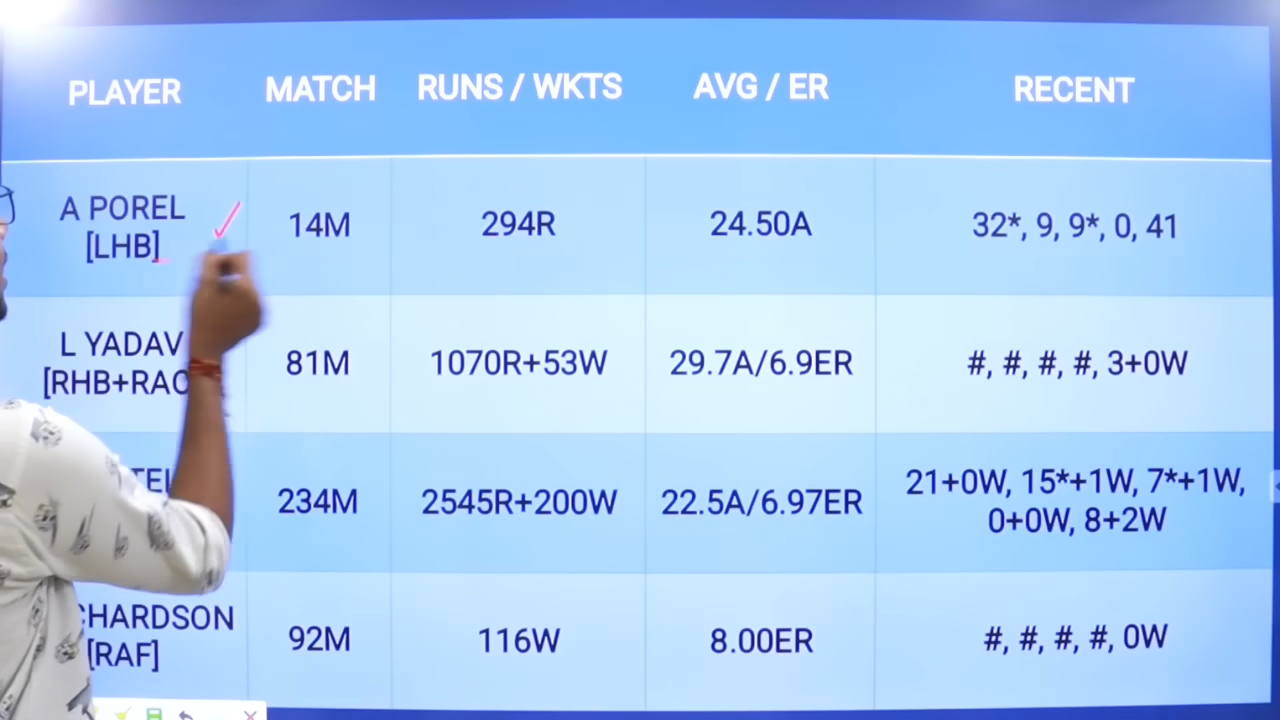 PLAYER MATCH RUNS / WKTS AVG / ER RECENT
A POREL
[LHB] 14M 294R 24.50A 32*, 9, 9*, 0, 41
L YADAV
[RHB+RAO 81M 1070R+53W 29.7A/6.9ER #, #, #, #, 3+0W
234M 2545R+200W 22.5A/6.97ER 21+0W, 15*+1W, 7*+1W,
0+0W, 8+2W
CHARDSON
[RAF] 92M 116W 8.00ER #, #, #, #, 0W